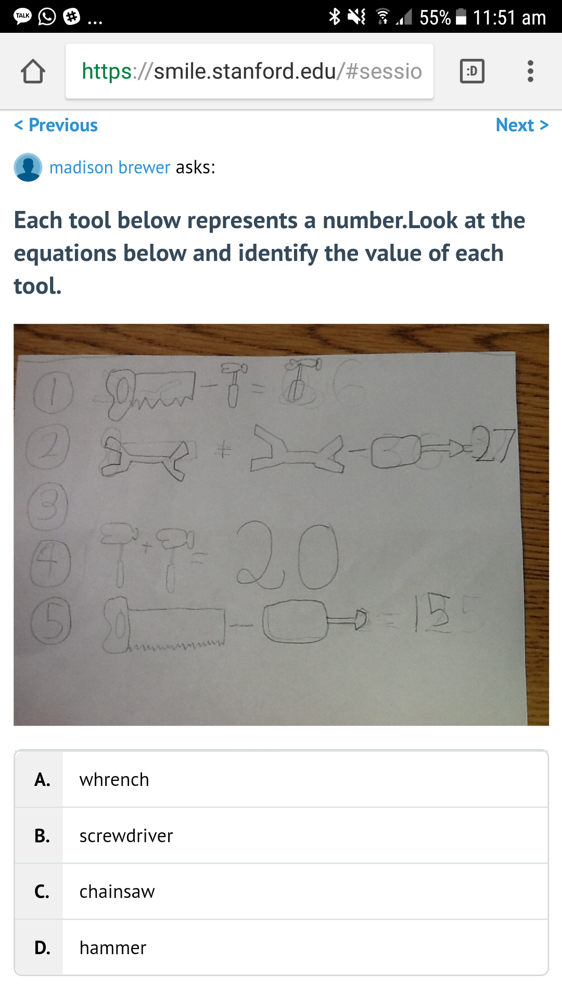 TALK ... 55% 11:51 am
https://smile.stanford.edu/#sessio :D
< Previous Next >
madison brewer asks:
Each tool below represents a number.Look at the
equations below and identify the value of each
tool.
1 - =
2 + - = 27
3
4 + = 20
5 - = 15
A. whrench
B. screwdriver
C. chainsaw
D. hammer